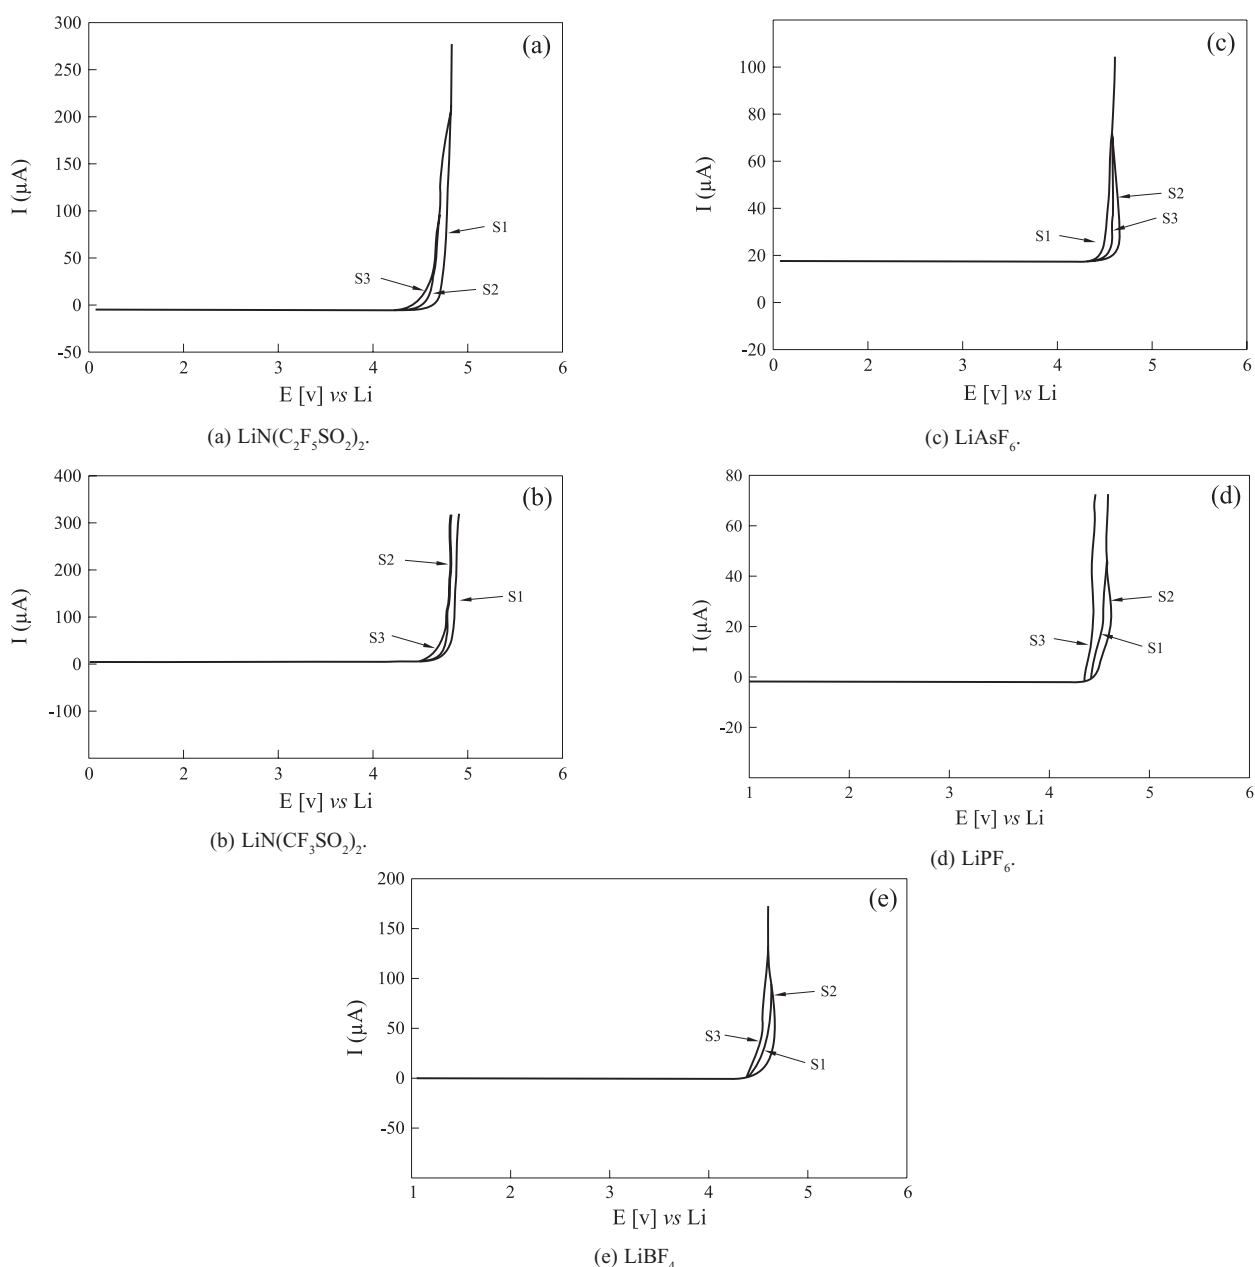 300
(a)
250
200
150
I (μA)
100
S1
50
S3
S2
0
-50
0
2
3
4
5
6
E [v] vs Li
(a) LiN(C2F5SO2)2.
(c)
100
80
60
I (μA)
S2
40
S3
S1
20
0
-20
0
2
3
4
5
6
E [v] vs Li
(c) LiAsF6.
400
(b)
300
S2
200
I (μA)
S1
100
S3
0
-100
0
2
3
4
5
6
E [v] vs Li
(b) LiN(CF3SO2)2.
80
(d)
60
40
S2
I (μA)
20
S3
S1
0
-20
1
2
3
4
5
6
E [v] vs Li
(d) LiPF6.
200
(e)
150
100
S2
I (μA)
50
S3
S1
0
-50
1
2
3
4
5
6
E [v] vs Li
(e) LiBF4